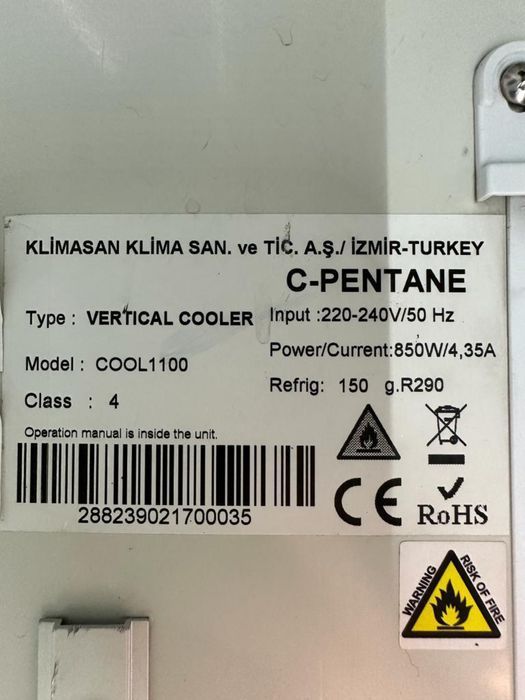 KLİMASAN KLİMA SAN. ve TİC. A.Ş./ İZMİR-TURKEY
C-PENTANE
Type : VERTICAL COOLER
Input :220-240V/50 Hz
Power/Current:850W/4,35A
Model : COOL1100
Refrig: 150 g.R290
Class : 4
Operation manual is inside the unit.
288239021700035
CE
RoHS
WARNING
RISK OF FIRE